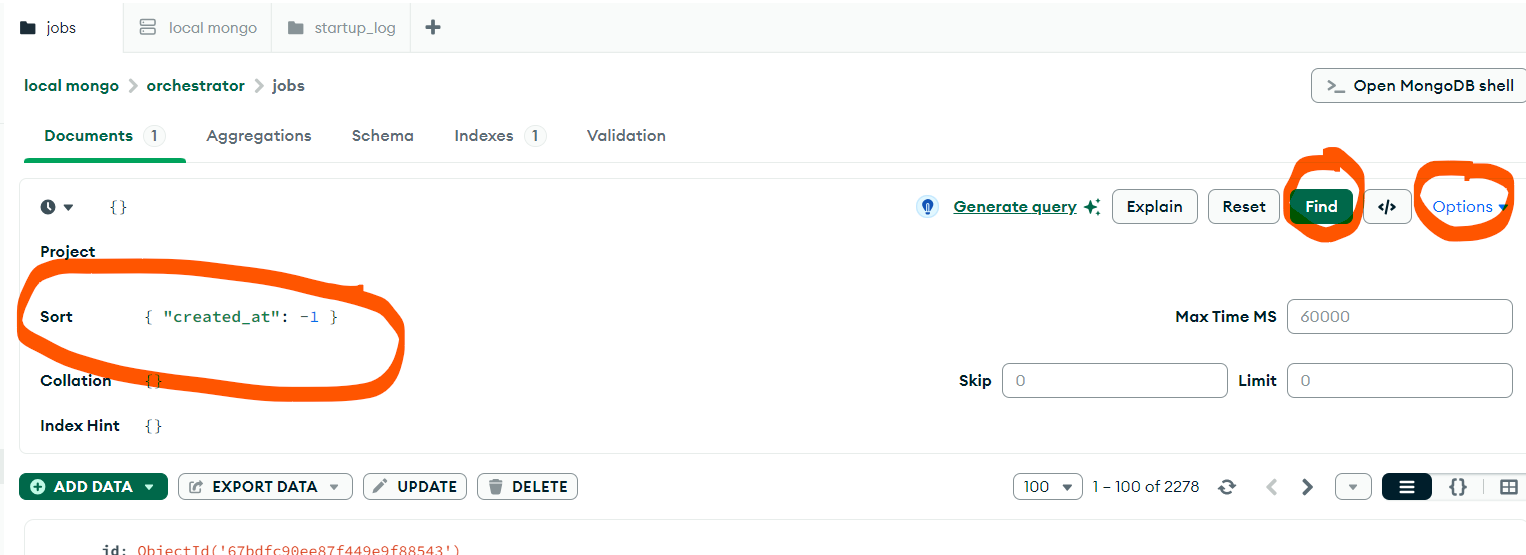 jobs local mongo startup_log
local mongo orchestrator jobs >_ Open MongoDB shell
Documents 1 Aggregations Schema Indexes 1 Validation
{} Generate query Explain Reset Find </> Options
Project
Sort { "created_at": -1 } Max Time MS 60000
Collation {} Skip 0 Limit 0
Index Hint {}
ADD DATA EXPORT DATA UPDATE DELETE 100 1 – 100 of 2278 {}
id: ObjectId('67bdfc90ee87f449e9f88543')